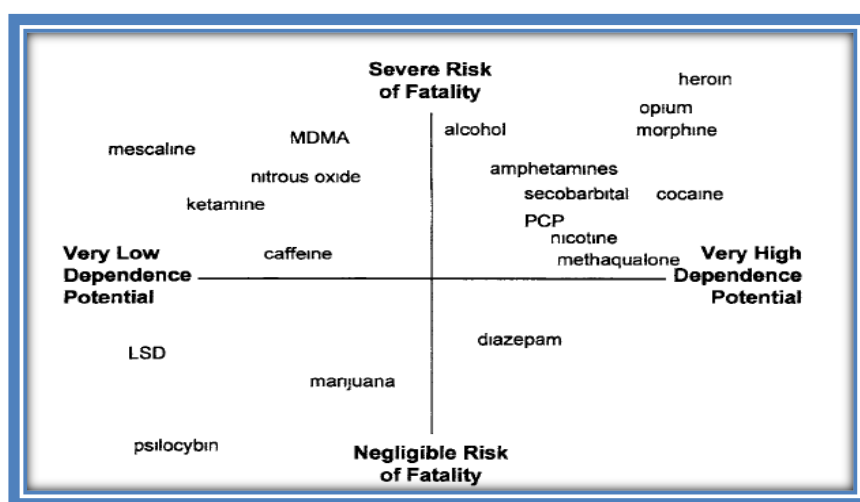 Severe Risk
of Fatality
heroin
opium
morphine
alcohol
MDMA
mescaline
nitrous oxide
amphetamines
secobarbital
cocaine
ketamine
PCP
nicotine
methaqualone
caffeine
Very Low
Dependence
Potential
Very High
Dependence
Potential
diazepam
LSD
marijuana
psilocybin
Negligible Risk
of Fatality